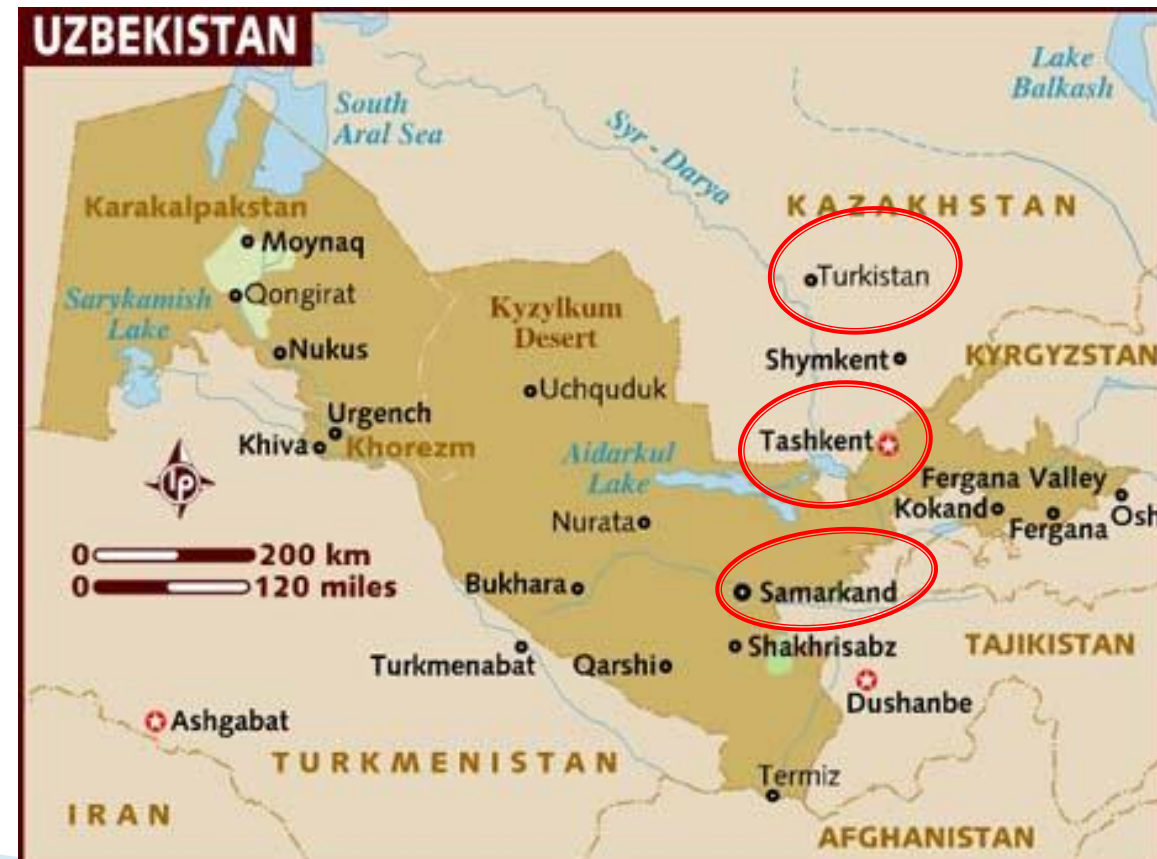 UZBEKISTAN
Lake
Balkash
South
Aral Sea
Syr - Darya
KAZAKHSTAN
Karakalpakstan
Moynaq
Turkistan
Sarykamish
Lake
Qongirat
Kyzylkum
Desert
Nukus
Shymkent
KYRGYZSTAN
Uchquduk
Urgench
Khiva
Khorezm
Tashkent
Aidarkul
Lake
Fergana Valley
Kokand
Fergana
Osh
Nurata
LP
0 200 km
0 120 miles
Bukhara
Samarkand
Shakhrisabz
TAJIKISTAN
Turkmenabat
Qarshi
Dushanbe
Ashgabat
TURKMENISTAN
Termiz
IRAN
AFGHANISTAN